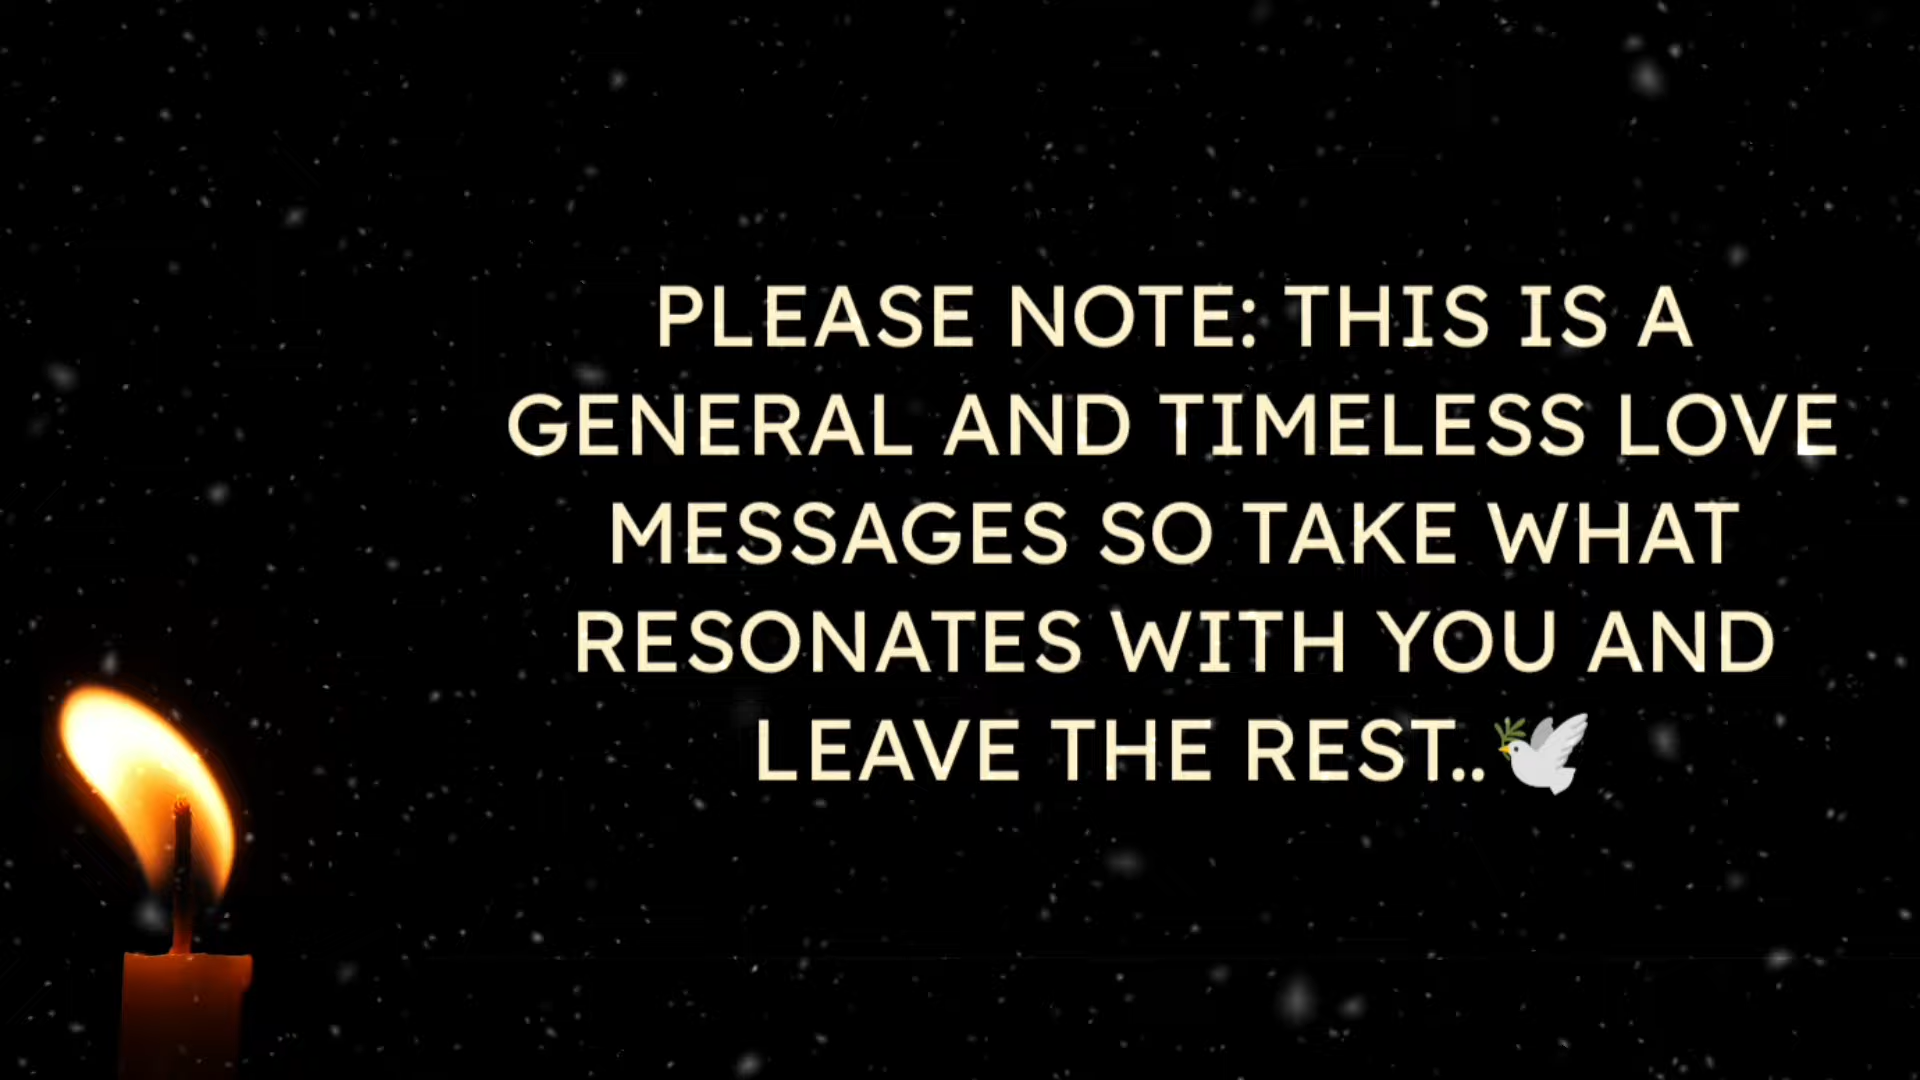 PLEASE NOTE: THIS IS A
GENERAL AND TIMELESS LOVE
MESSAGES SO TAKE WHAT
RESONATES WITH YOU AND
LEAVE THE REST..🕊️